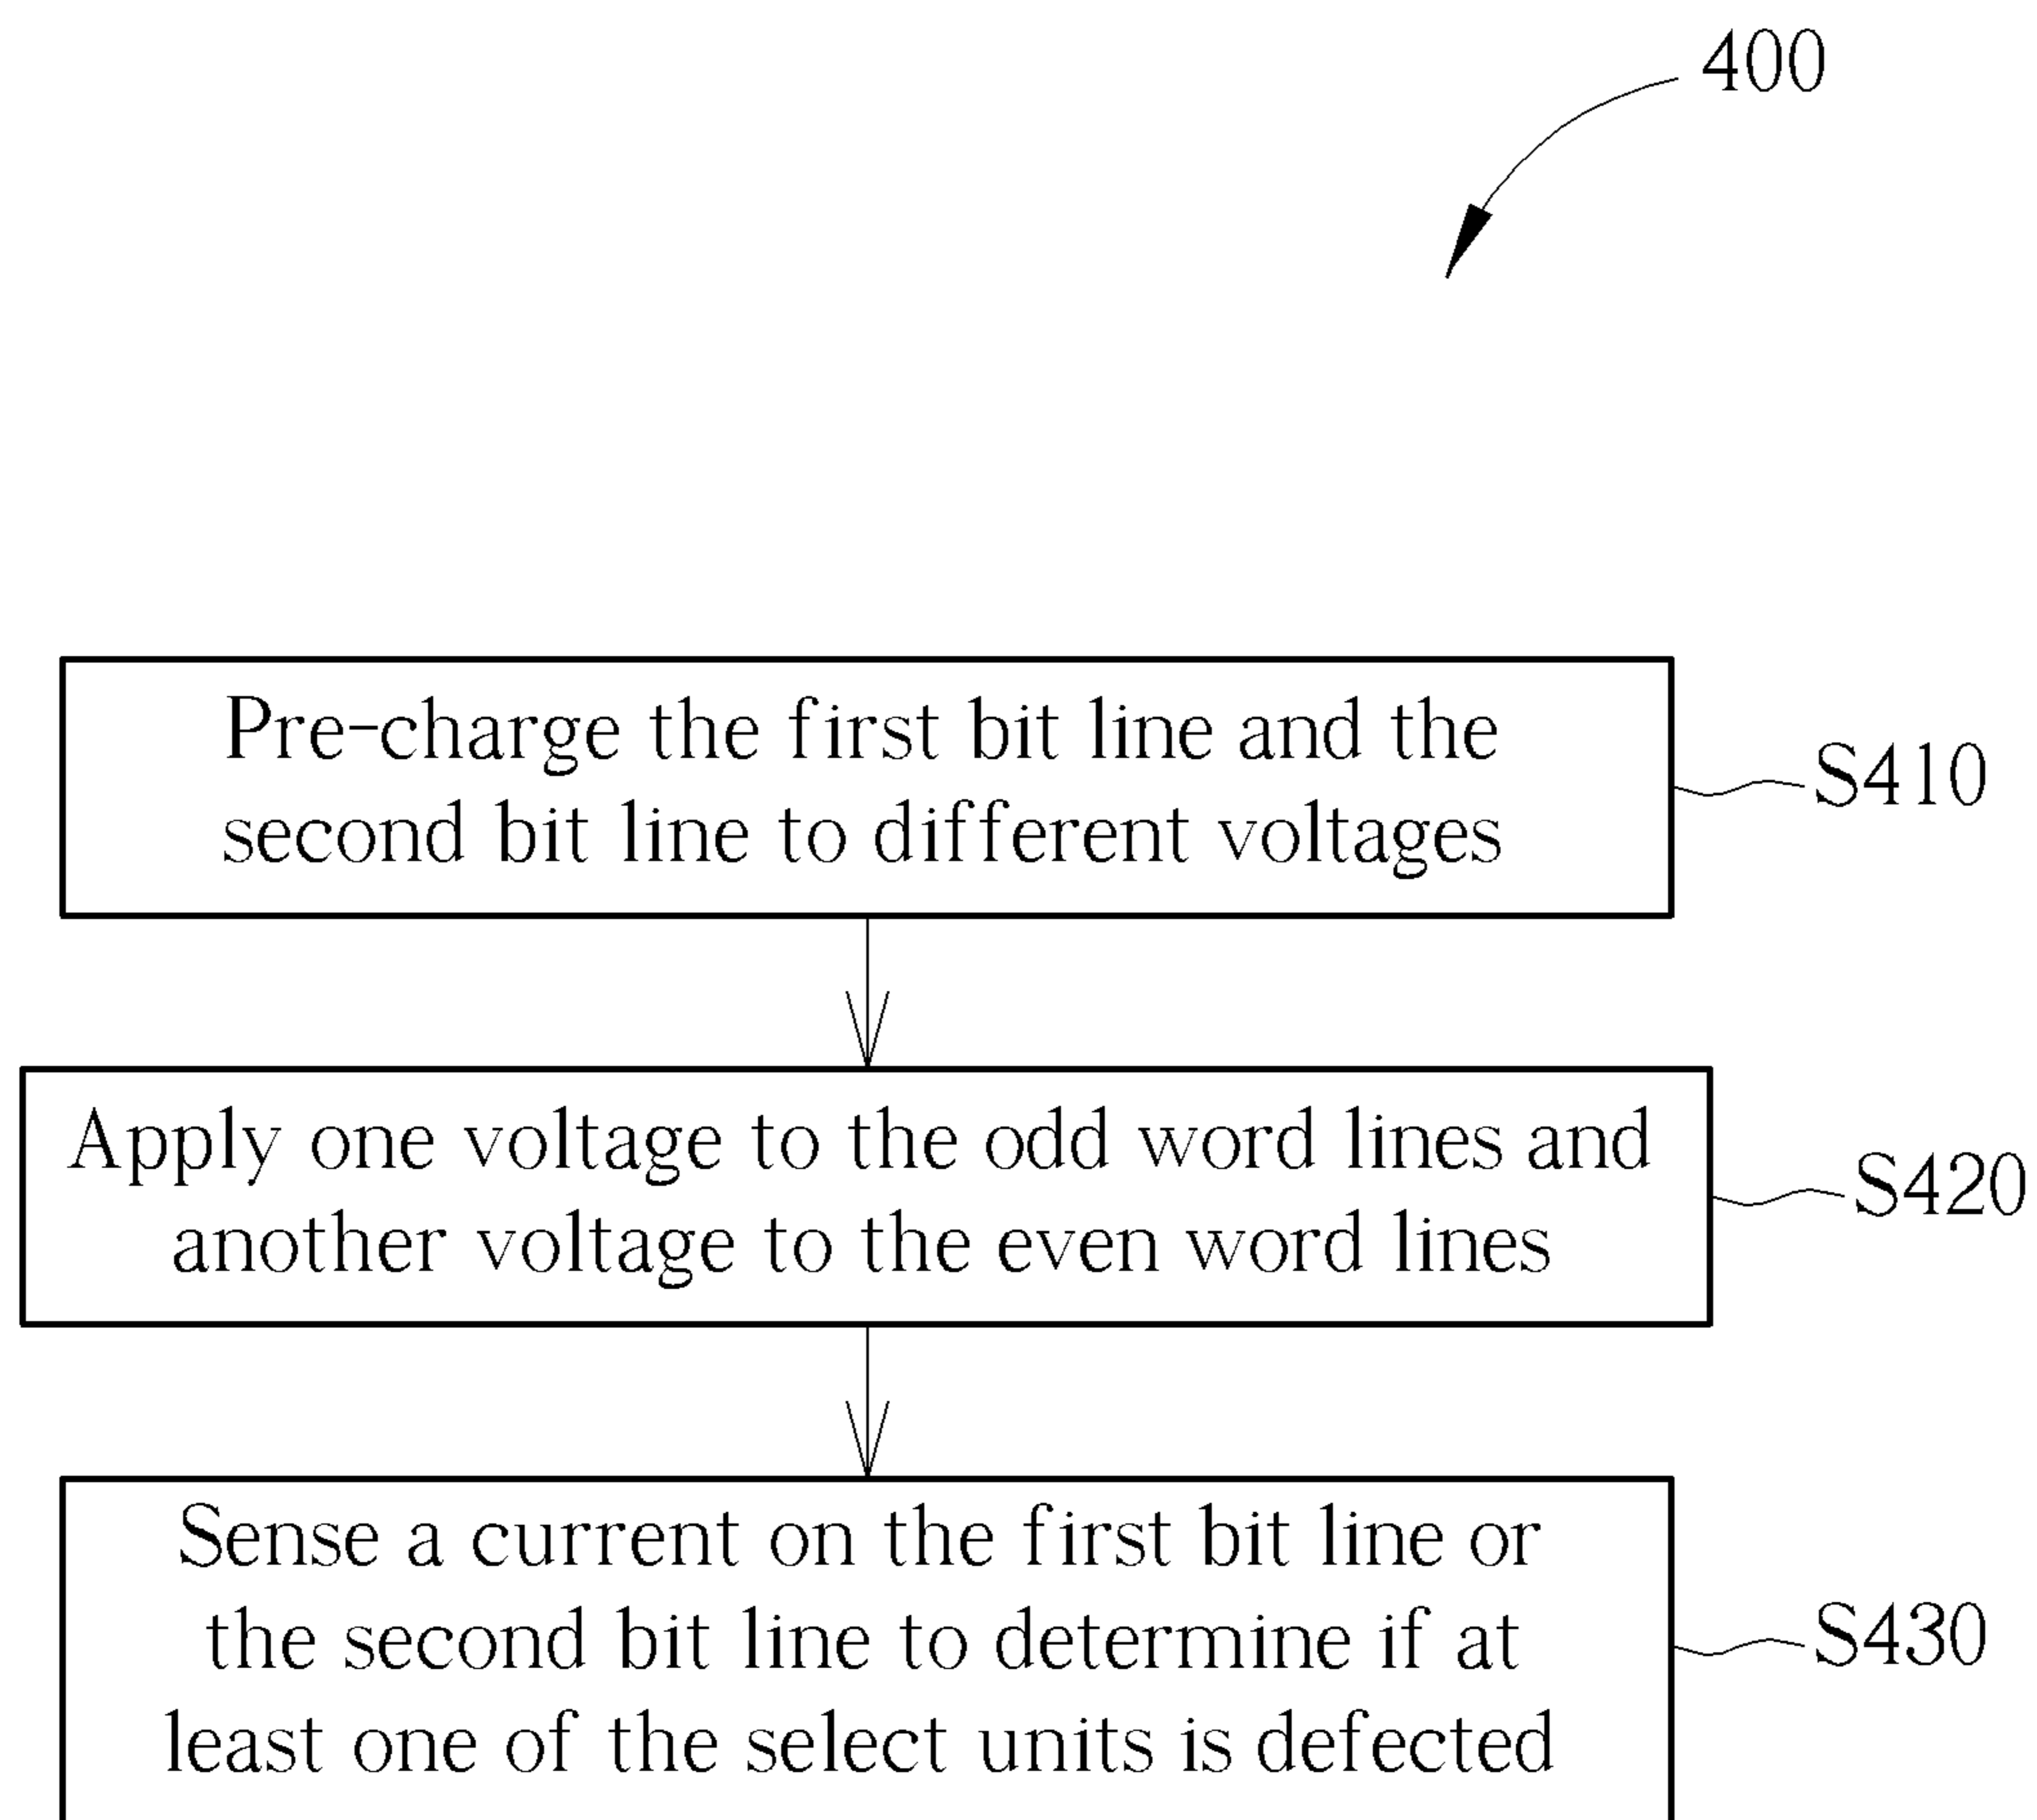 400
Pre-charge the first bit line and the
second bit line to different voltages
S410
Apply one voltage to the odd word lines and
another voltage to the even word lines
S420
Sense a current on the first bit line or
the second bit line to determine if at
least one of the select units is defected
S430